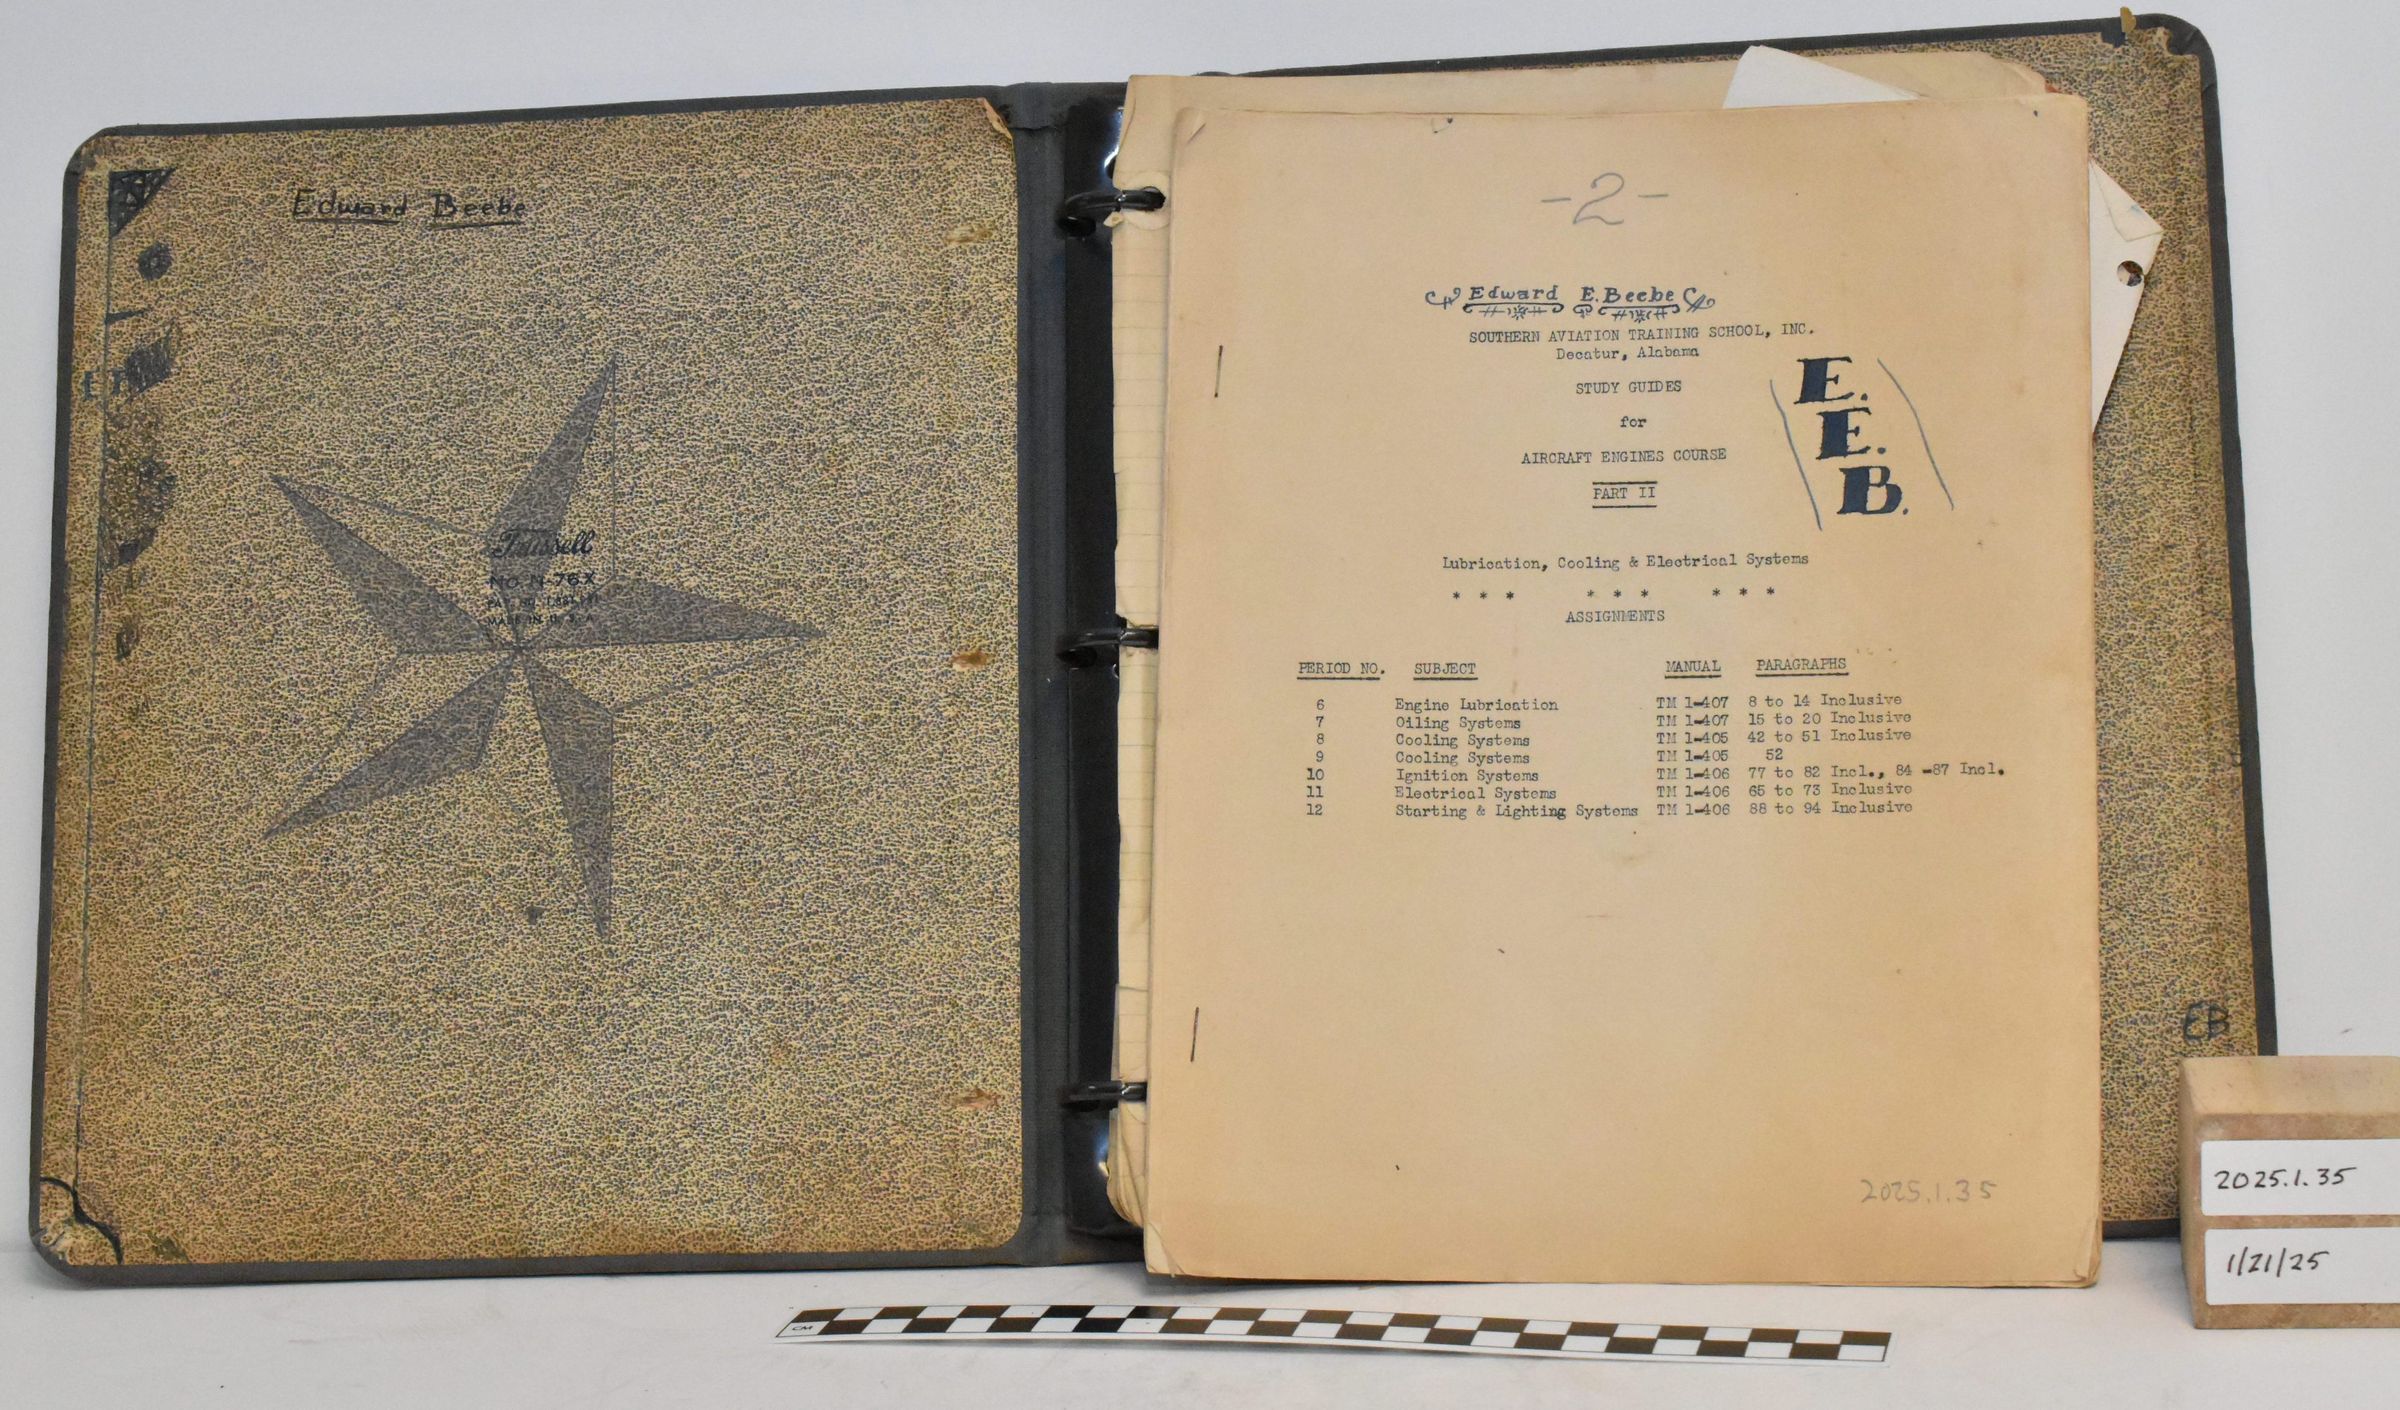 Edward Beebe
Trussell
NO. N 76X
PAT. NO.
MADE IN U. S. A
-2-
Edward E. Beebe
SOUTHERN AVIATION TRAINING SCHOOL, INC.
Decatur, Alabama
STUDY GUIDES
for
AIRCRAFT ENGINES COURSE
PART II
E.
E.
B.
Lubrication, Cooling & Electrical Systems
* * * * * * * * *
ASSIGNMENTS
PERIOD NO. SUBJECT MANUAL PARAGRAPHS
6 Engine Lubrication TM 1-407 8 to 14 Inclusive
7 Oiling Systems TM 1-407 15 to 20 Inclusive
8 Cooling Systems TM 1-405 42 to 51 Inclusive
9 Cooling Systems TM 1-405 52
10 Ignition Systems TM 1-406 77 to 82 Incl., 84 -87 Incl.
11 Electrical Systems TM 1-406 65 to 73 Inclusive
12 Starting & Lighting Systems TM 1-406 88 to 94 Inclusive
2025.1.35
EB
2025.1.35
1/21/25
CM